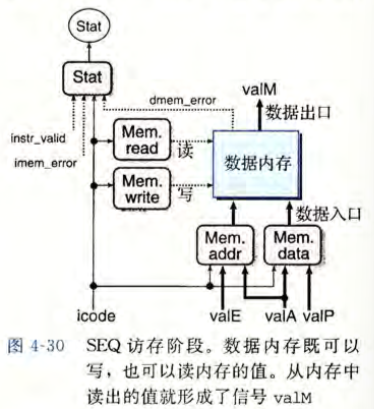 Stat
Stat
valM
dmem_error
数据出口
instr_valid
Mem.
read
读
imem_error
数据内存
Mem.
write
写
数据入口
Mem.
addr
Mem.
data
icode
valE
valA
valP
图 4-30 SEQ 访存阶段。数据内存既可以
写，也可以读内存的值。从内存中
读出的值就形成了信号 valM